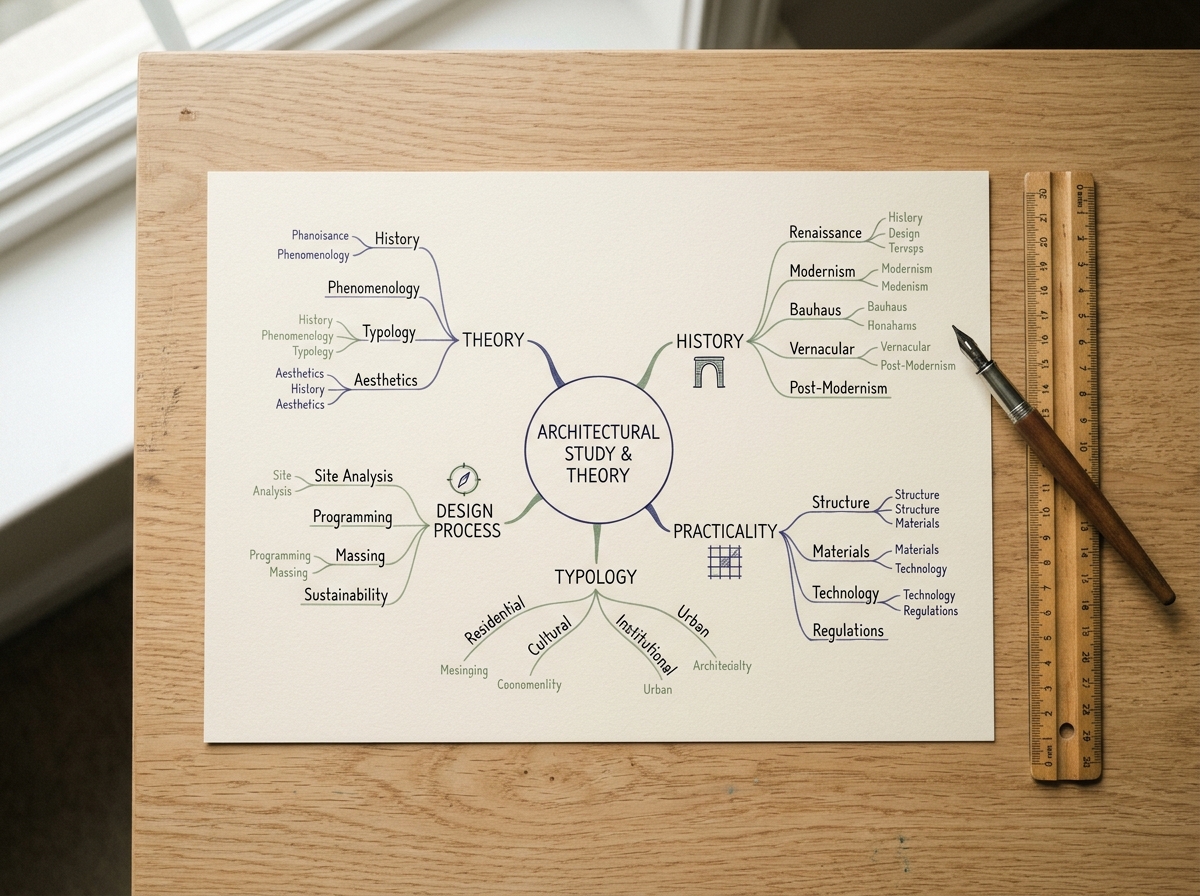 ARCHITECTURAL
STUDY &
THEORY
THEORY
History
Phanoisance
Phenomenology
Phenomenology
Typology
History
Phenomenology
Typolegy
Aesthetics
Aesthetics
History
Aesthetics
HISTORY
Renaissance
Hislery
Design
Tervsps
Modernism
Modernism
Medenism
Bauhaus
Bauhaus
Honahams
Vernacular
Vernacular
Post-Modernism
Post-Modernism
DESIGN
PROCESS
Site Analysis
Site
Analysis
Programming
Massing
Programming
Massing
Sustainability
TYPOLOGY
Residential
Mesinging
Cultural
Coonomenlity
Institutional
Urban
Urban
Architedalty
PRACTICALITY
Structure
Structure
Structure
Materials
Materials
Materials
Technology
Technology
Technology
Regulations
Regulations